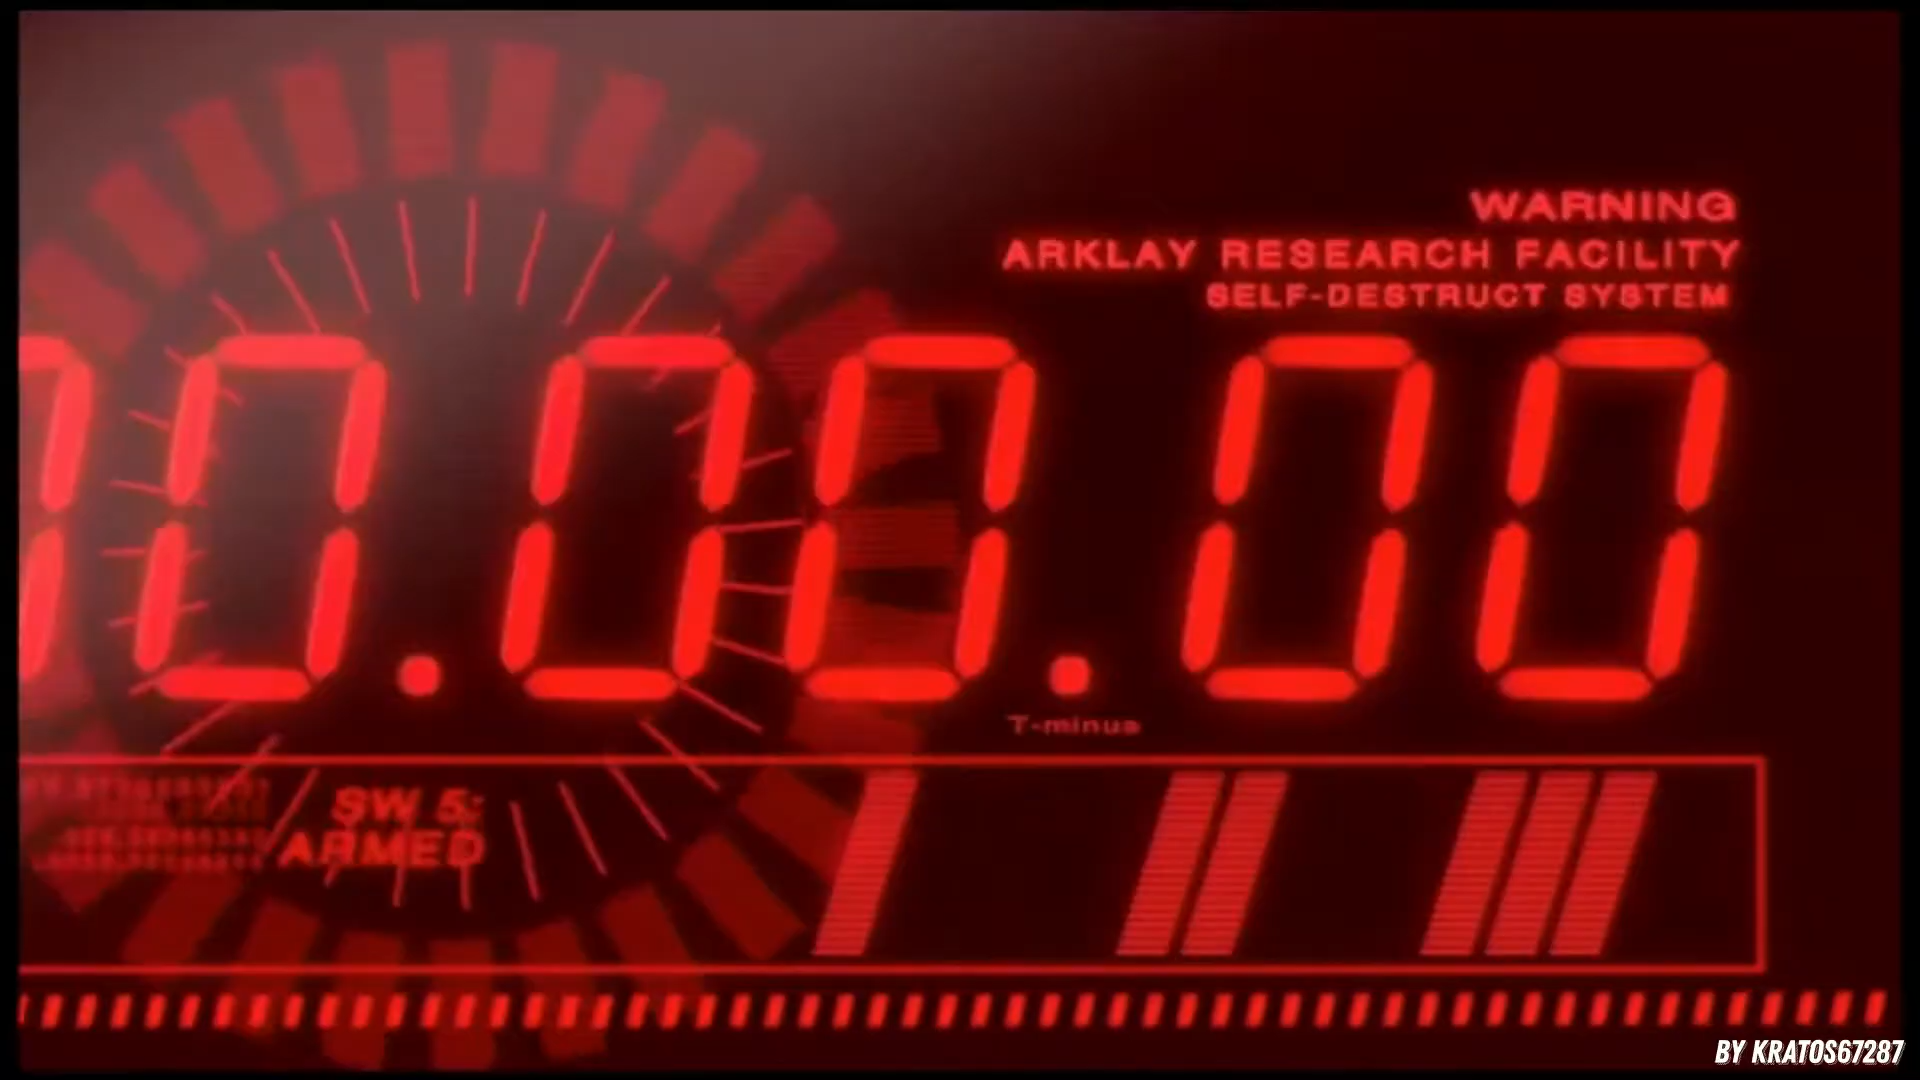 WARNING
ARKLAY RESEARCH FACILITY
SELF-DESTRUCT SYSTEM
00.00.00
T-minus
SW 5:
ARMED
BY KRATOS67287